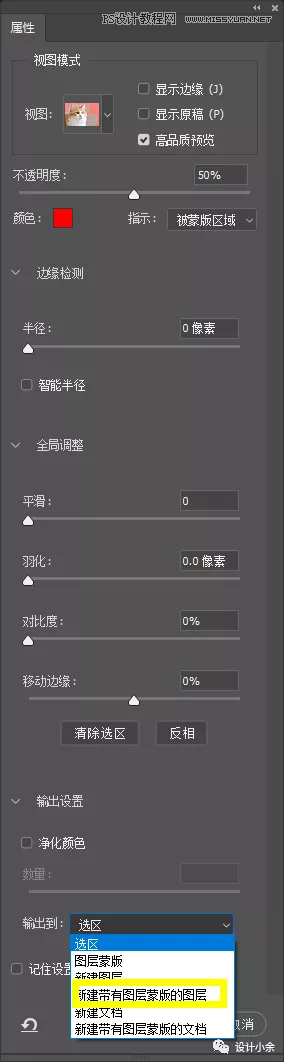 PS设计教程网 WWW.MISSYUAN.NET
属性
视图模式
视图:
显示边缘 (J)
显示原稿 (P)
高品质预览
不透明度: 50%
颜色: 指示: 被蒙版区域
边缘检测
半径: 0 像素
智能半径
全局调整
平滑: 0
羽化: 0.0 像素
对比度: 0%
移动边缘: 0%
清除选区 反相
输出设置
净化颜色
数量:
输出到: 选区
选区
图层蒙版
记住设置
新建图层
新建带有图层蒙版的图层
新建文档
新建带有图层蒙版的文档
取消
设计小余